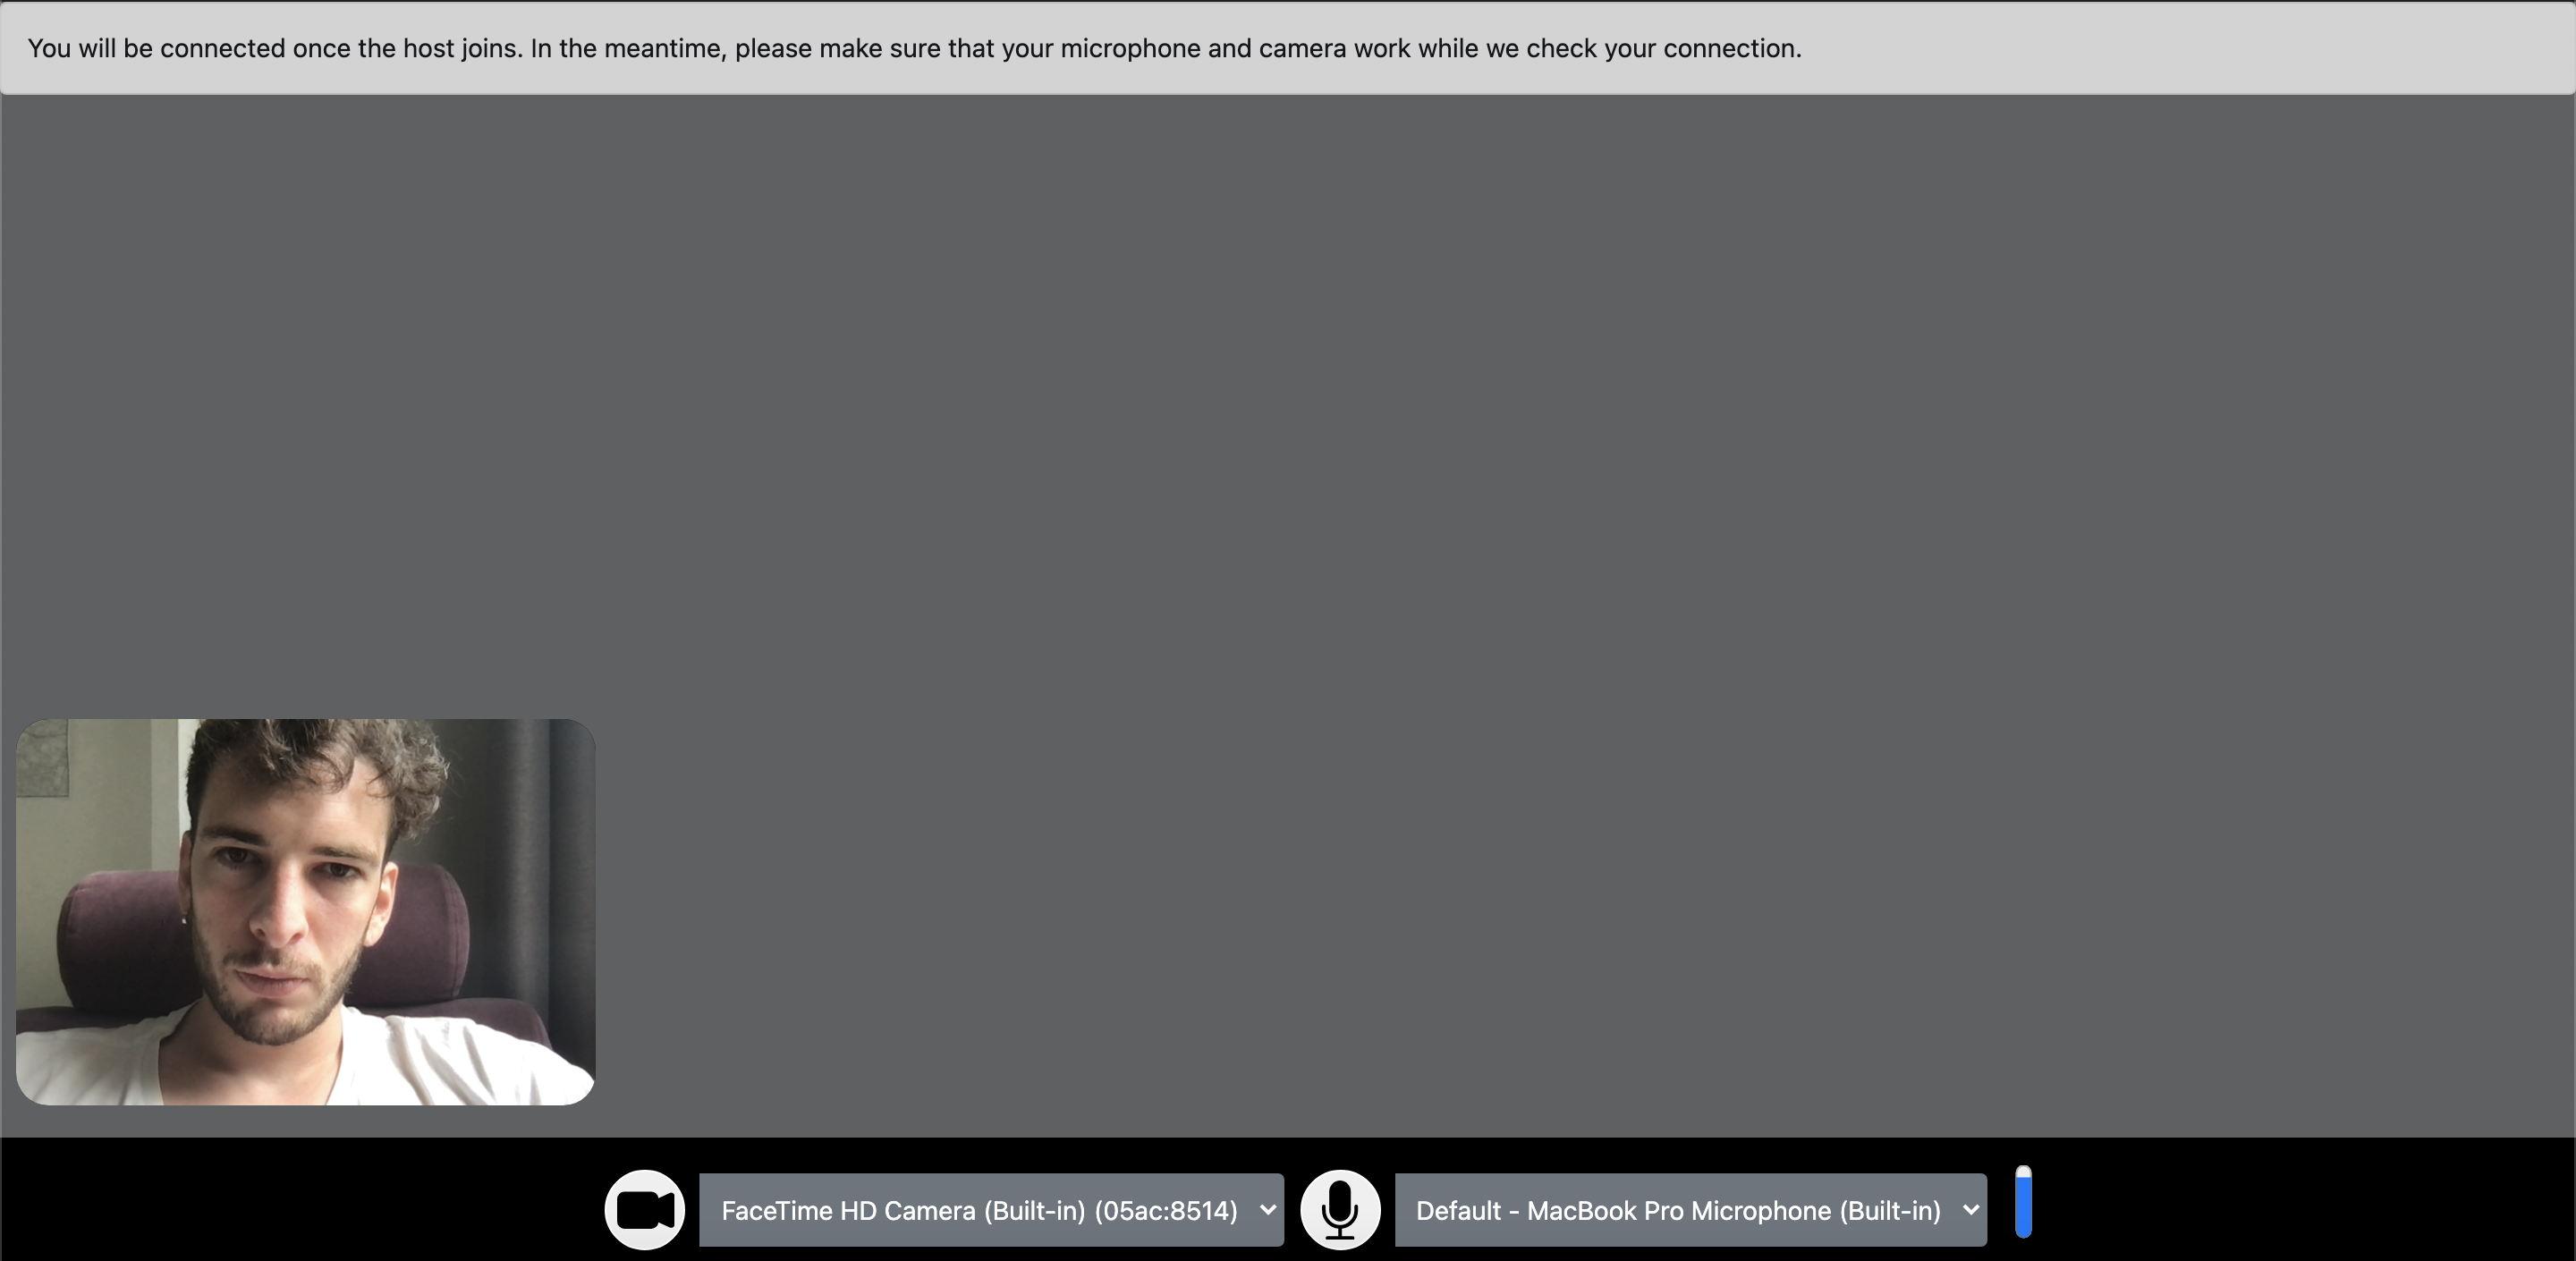 You will be connected once the host joins. In the meantime, please make sure that your microphone and camera work while we check your connection.
FaceTime HD Camera (Built-in) (05ac:8514)
Default - MacBook Pro Microphone (Built-in)